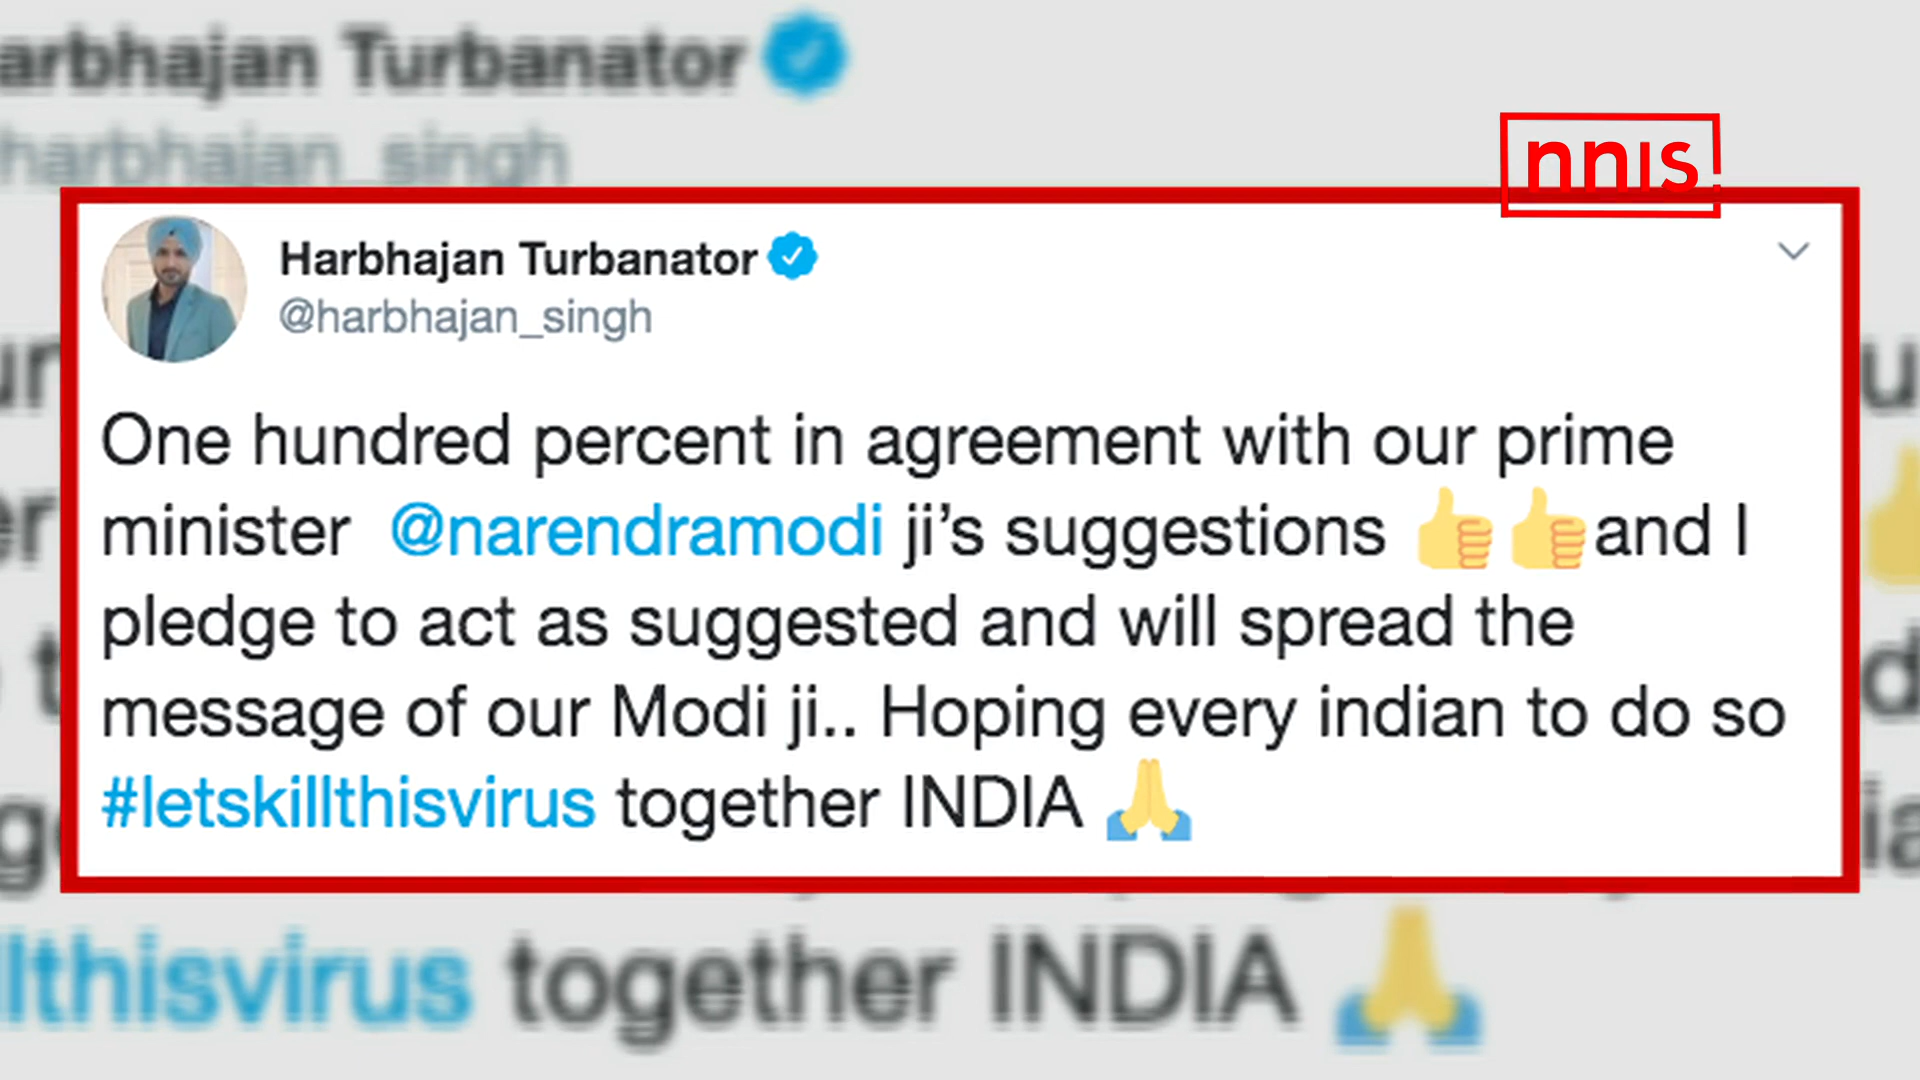 arbhajan Turbanator
harbhajan_singh
nnis
Harbhajan Turbanator
@harbhajan_singh
One hundred percent in agreement with our prime
minister @narendramodi ji’s suggestions 👍👍and I
pledge to act as suggested and will spread the
message of our Modi ji.. Hoping every indian to do so
#letskillthisvirus together INDIA 🙏
llthisvirus together INDIA 🙏